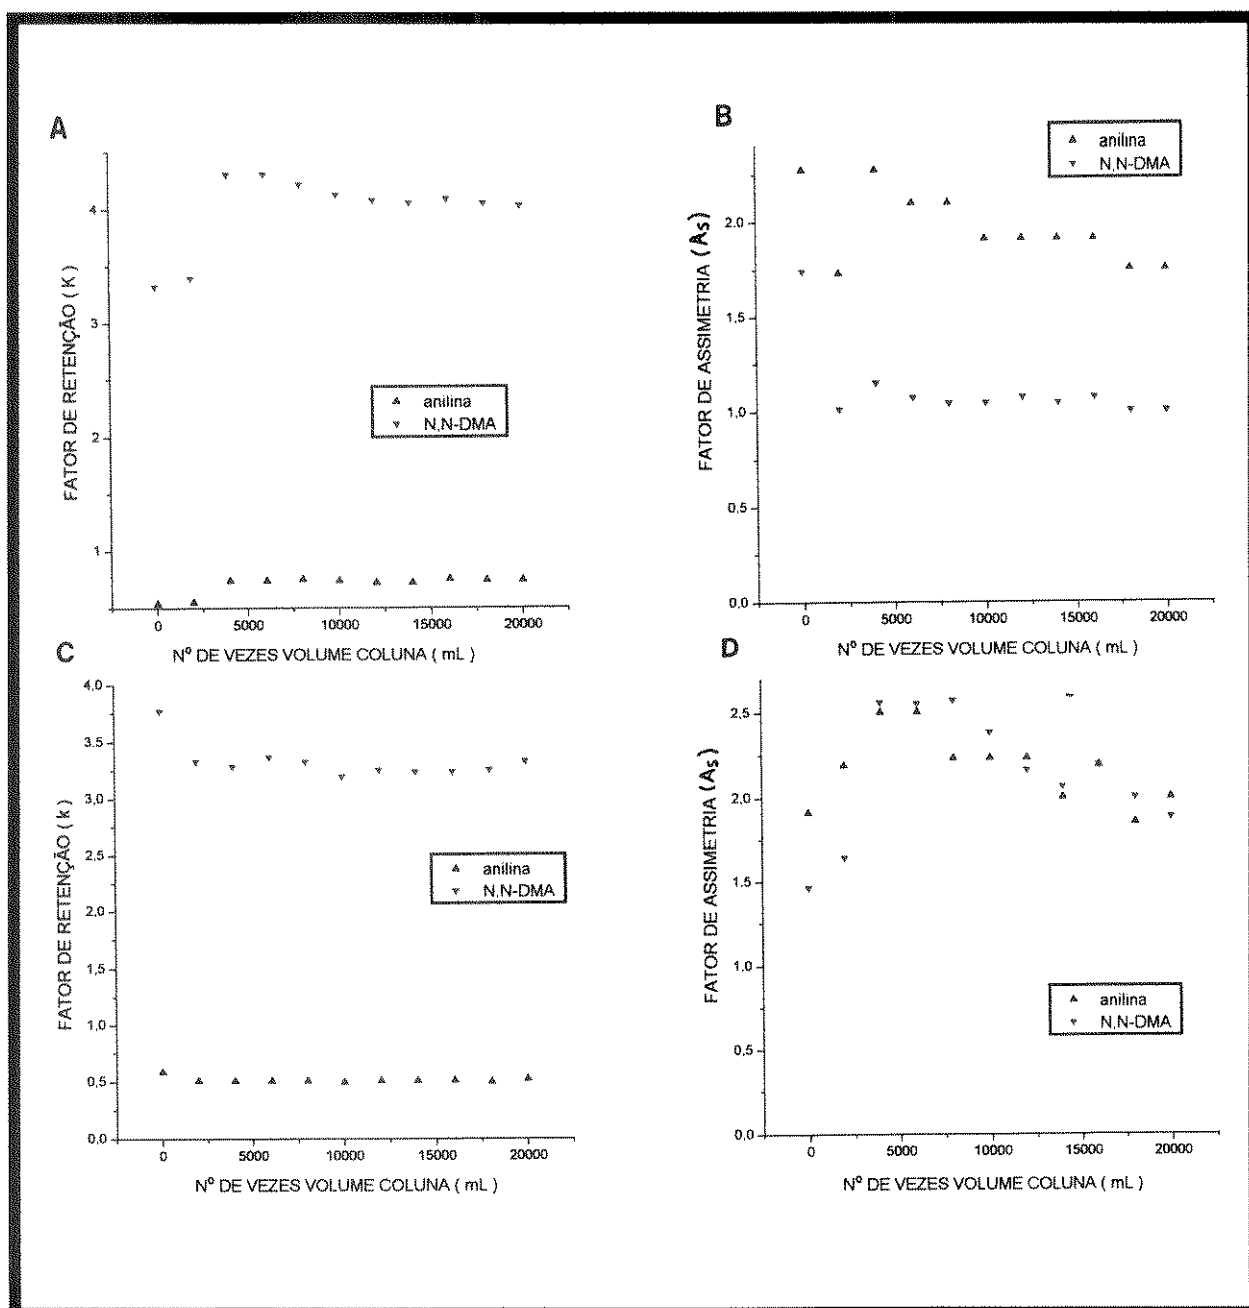 A
FATOR DE RETENÇÃO ( K )
4
3
2
1
anilina
N,N-DMA
0
5000
10000
15000
20000
Nº DE VEZES VOLUME COLUNA ( mL )
B
FATOR DE ASSIMETRIA (As)
2.0
1,5
1.0
0,5
0,0
anilina
N,N-DMA
0
5000
10000
15000
20000
Nº DE VEZES VOLUME COLUNA ( mL )
C
FATOR DE RETENÇÃO ( k )
4,0
3,5
3,0
2,5
2,0
1,5
1,0
0,5
0,0
anilina
N,N-DMA
0
5000
10000
15000
20000
Nº DE VEZES VOLUME COLUNA ( mL )
D
FATOR DE ASSIMETRIA (As)
2,5
2,0
1,5
1,0
0,5
0,0
anilina
N,N-DMA
0
5000
10000
15000
20000
Nº DE VEZES VOLUME COLUNA ( mL )